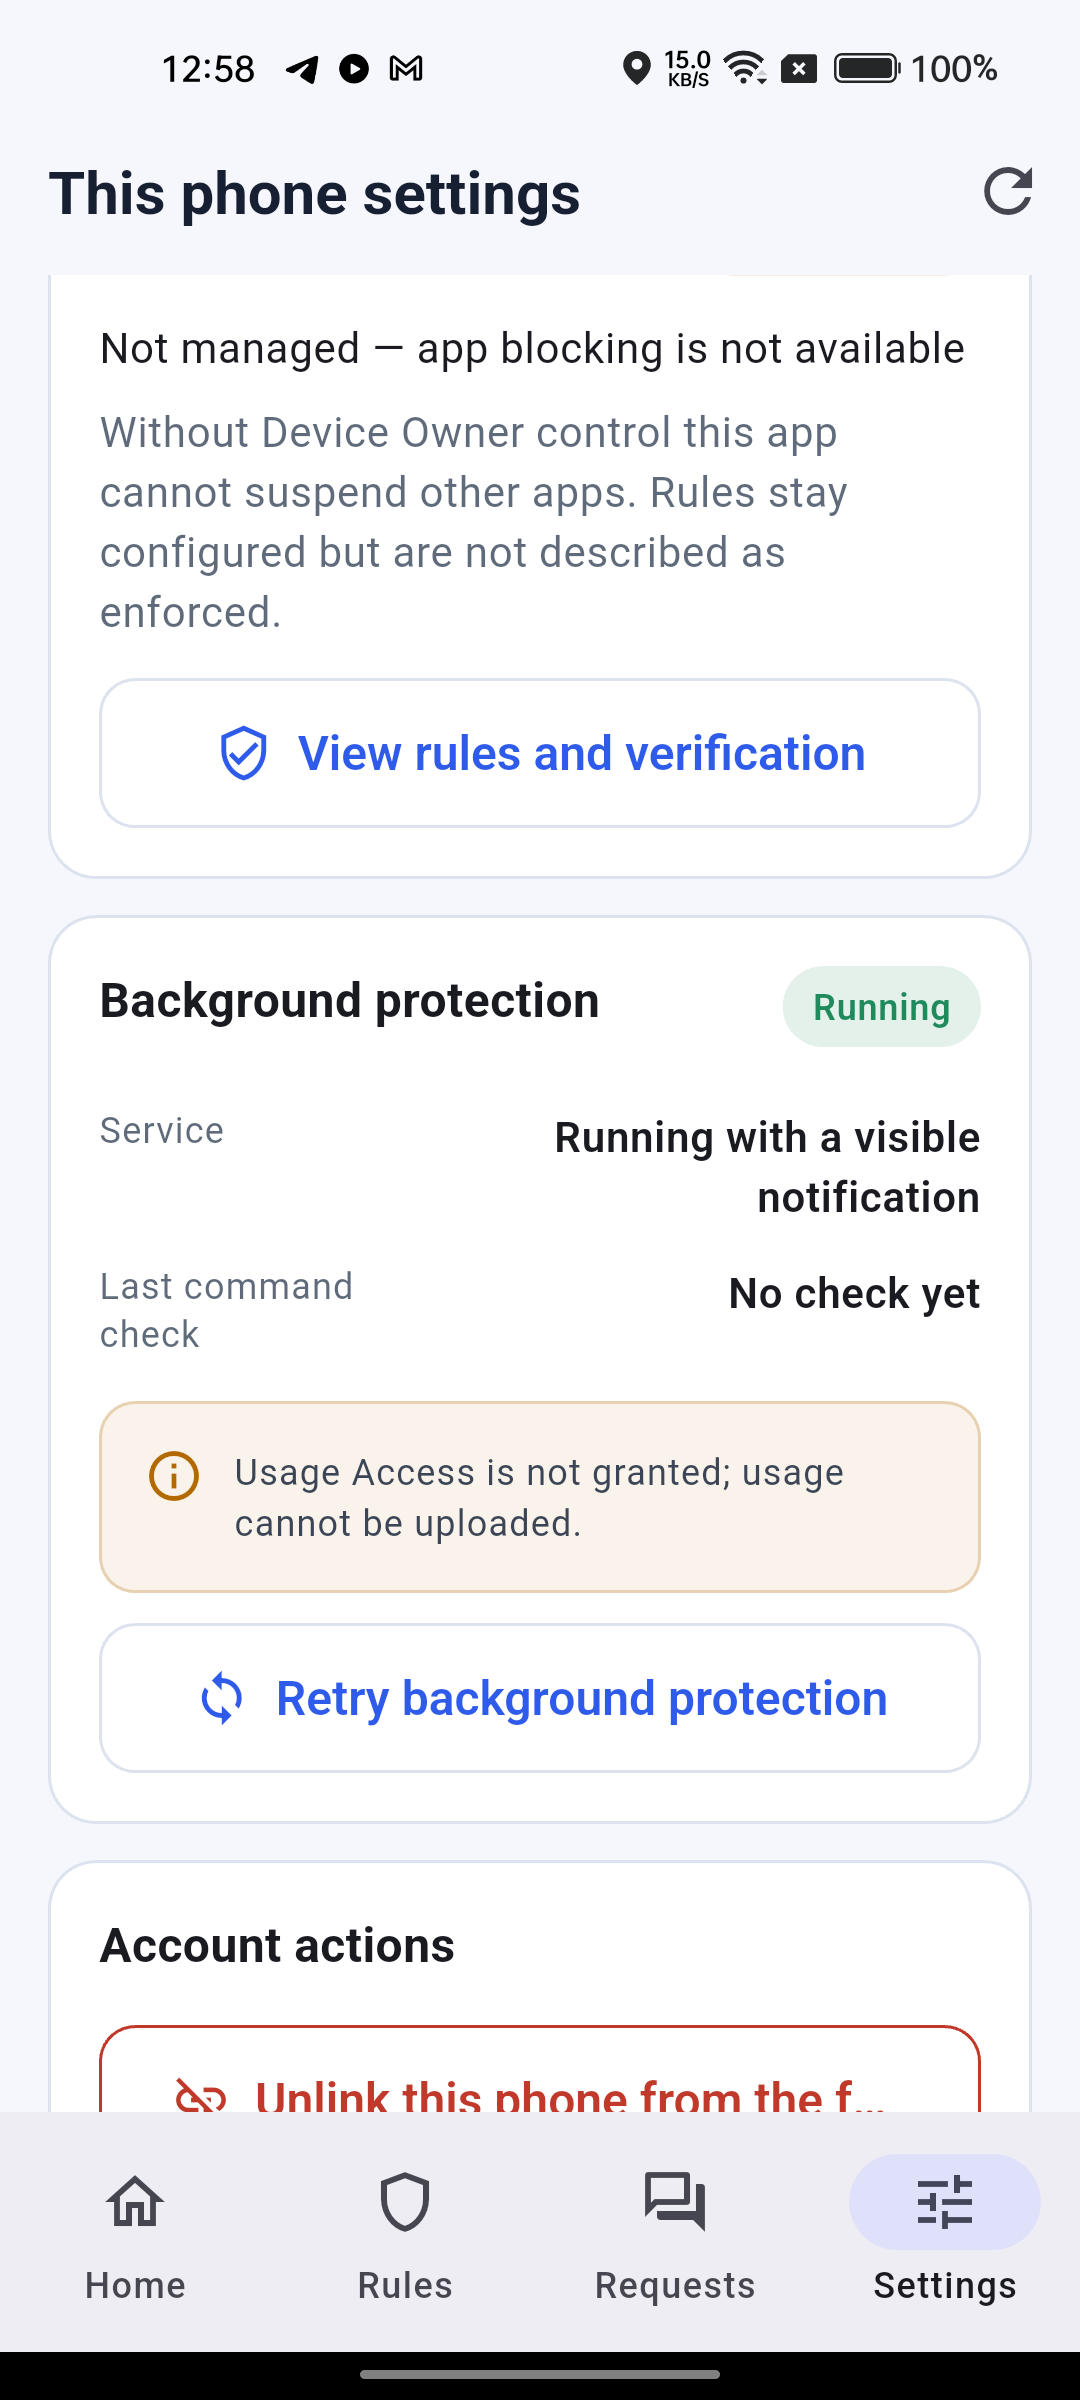 12:58
15.0
KB/S
100%
This phone settings
Not managed — app blocking is not available
Without Device Owner control this app
cannot suspend other apps. Rules stay
configured but are not described as
enforced.
View rules and verification
Background protection
Running
Service
Running with a visible
notification
Last command
check
No check yet
Usage Access is not granted; usage
cannot be uploaded.
Retry background protection
Account actions
Unlink this phone from the f...
Home
Rules
Requests
Settings